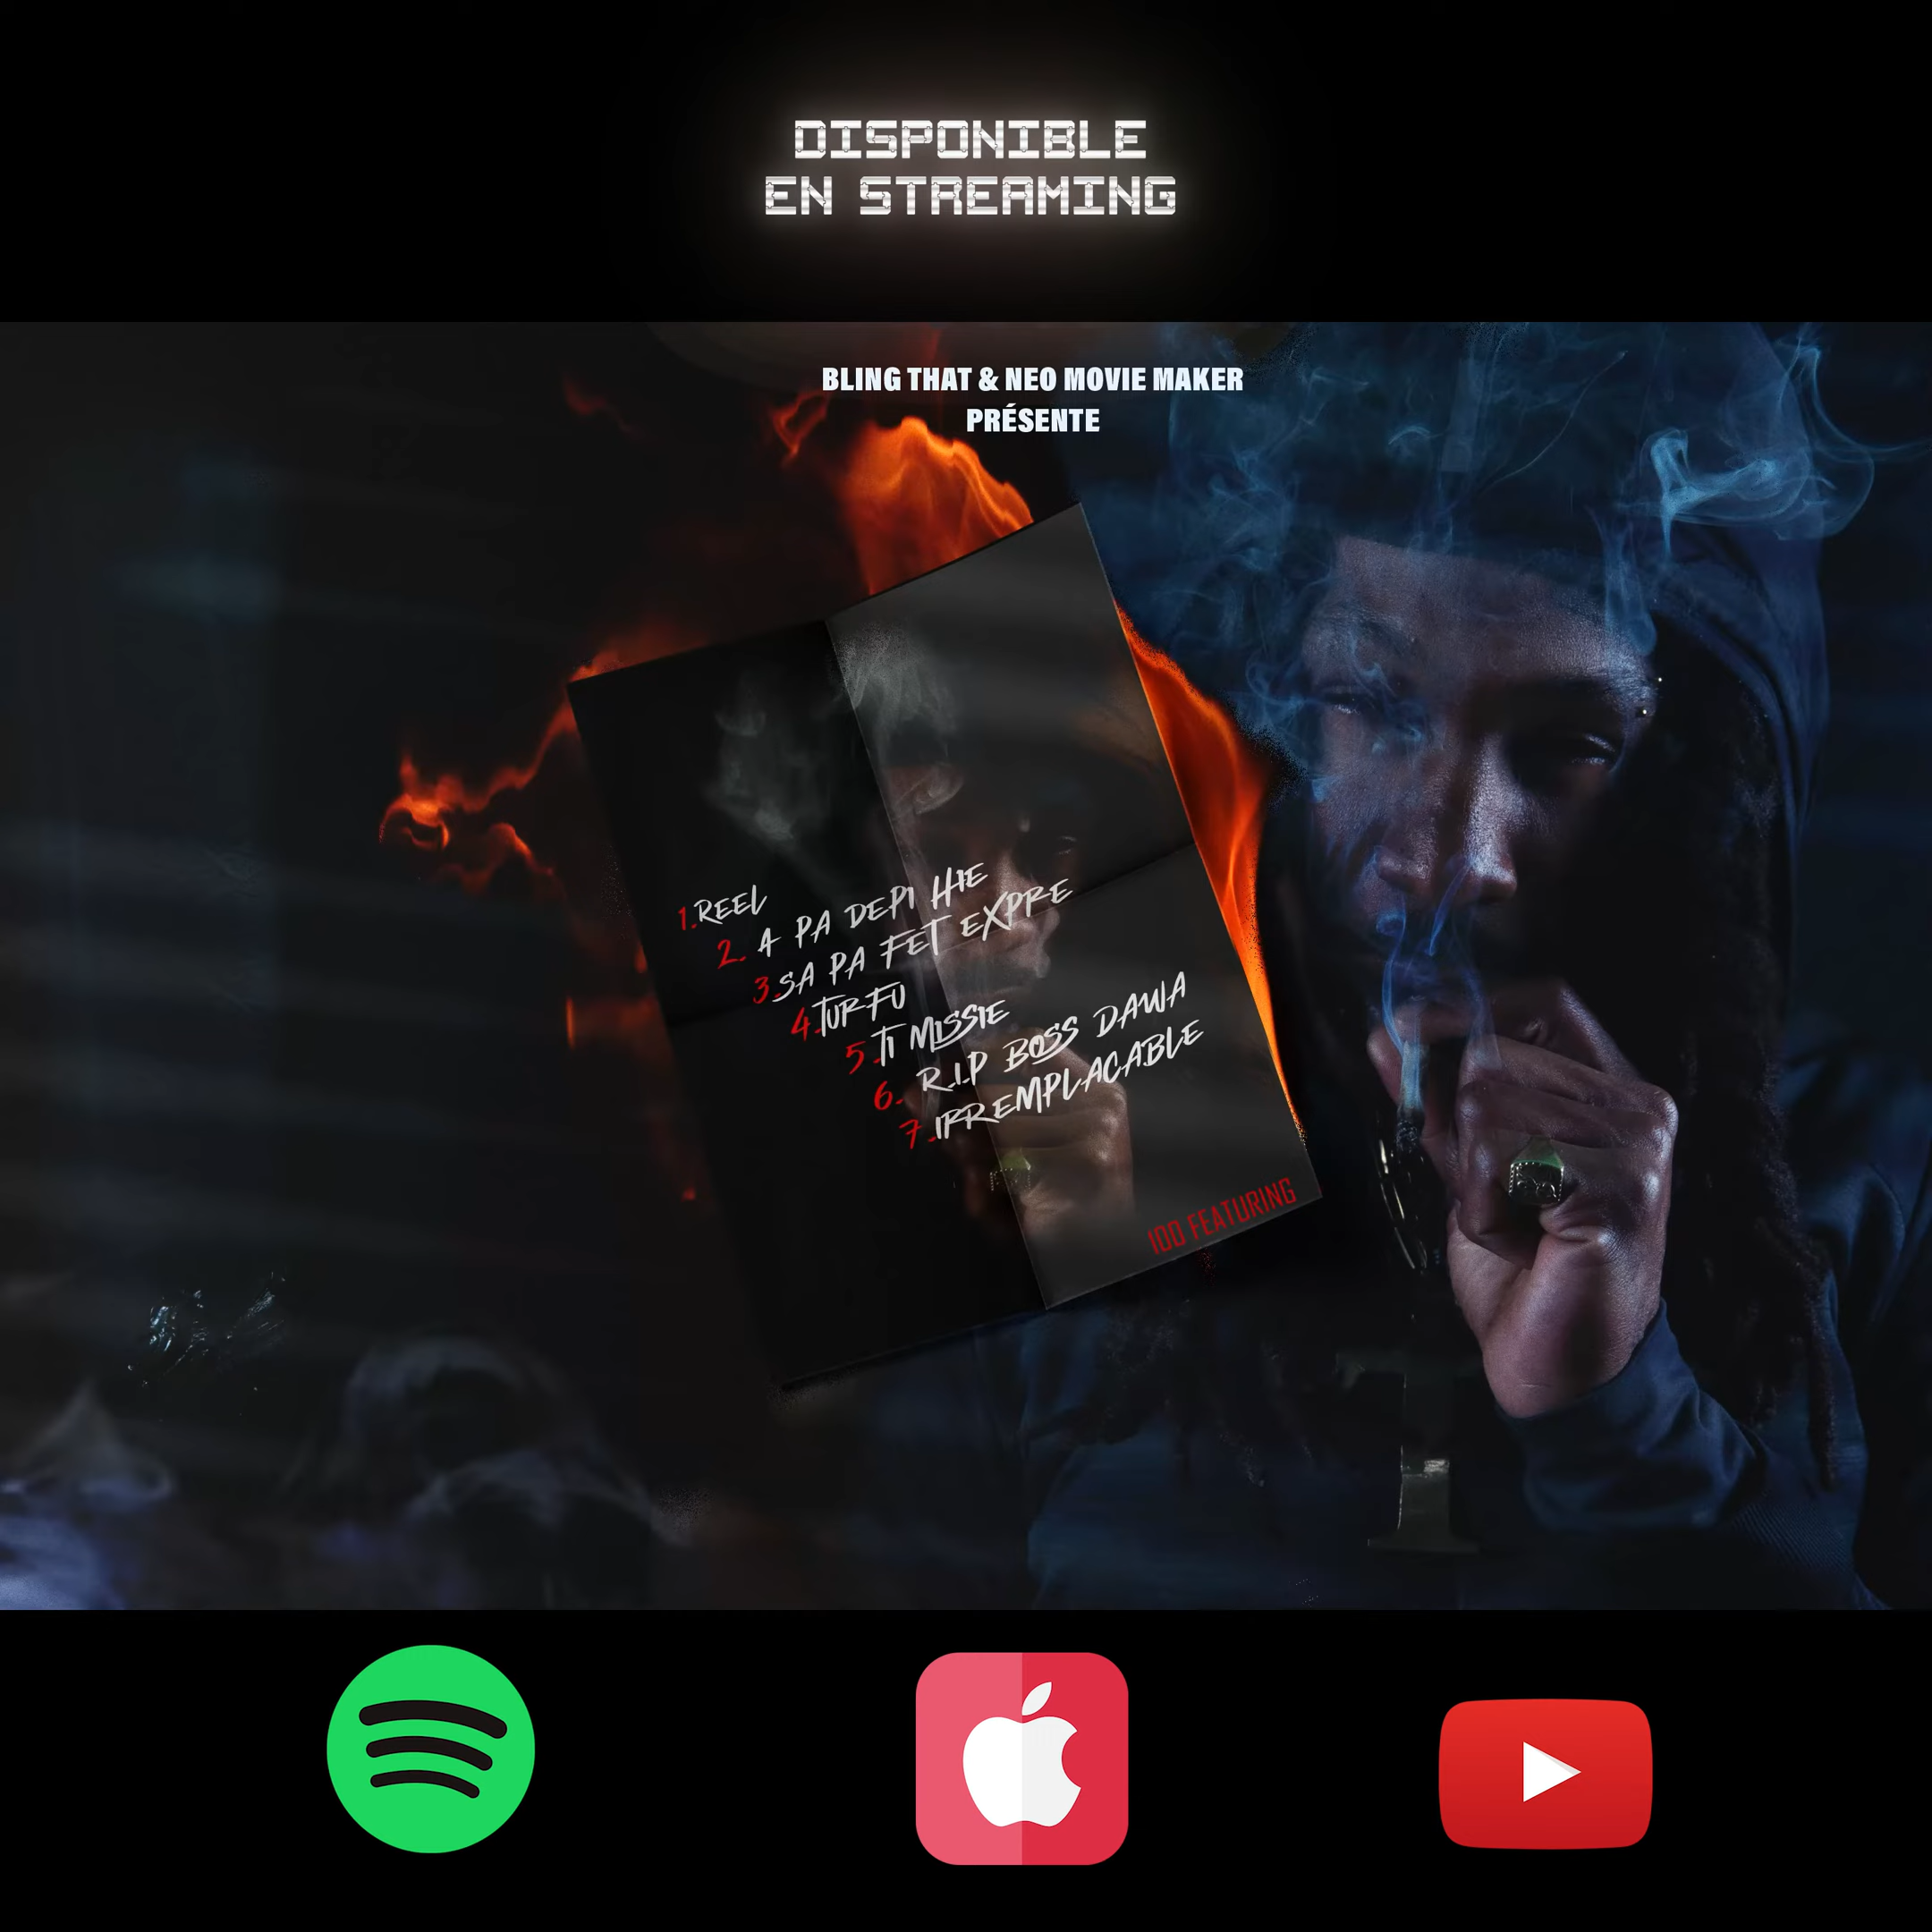 DISPONIBLE
EN STREAMING
BLING THAT & NEO MOVIE MAKER
PRÉSENTE
1.REEL
2. A PA DEPI HIE
3.SA PA FET EXPRE
4.TURFU
5.TI MISSIE
6. R.I.P BOSS DAWA
7.IRREMPLACABLE
100 FEATURING